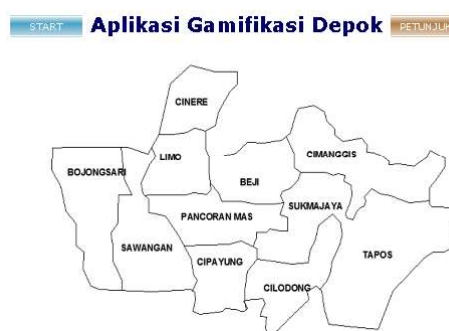 START Aplikasi Gamifikasi Depok PETUNJUK
CINERE
LIMO
CIMANGGIS
BOJONGSARI
BEJI
SUKMAJAYA
PANCORAN MAS
SAWANGAN
CIPAYUNG
TAPOS
CILODONG